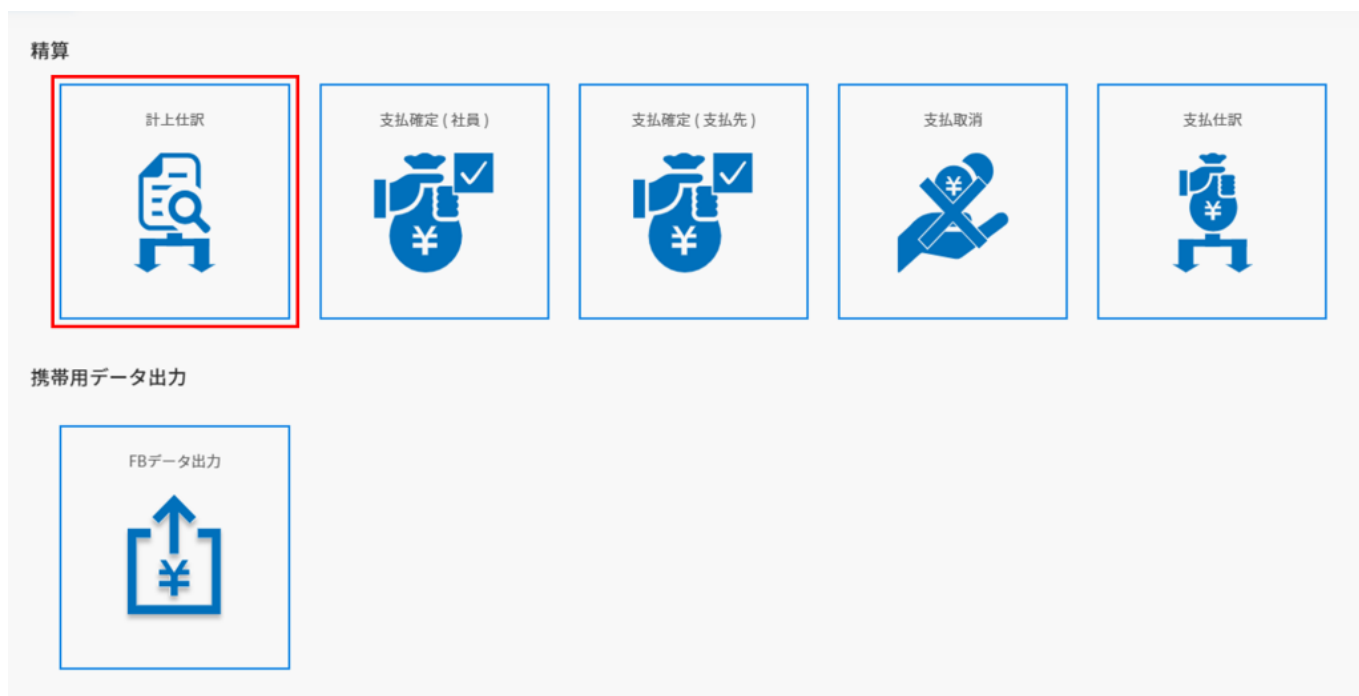 精算
計上仕訳
支払確定 ( 社員 )
支払確定 ( 支払先 )
支払取消
支払仕訳
¥
¥
¥
¥
携帯用データ出力
FBデータ出力
¥